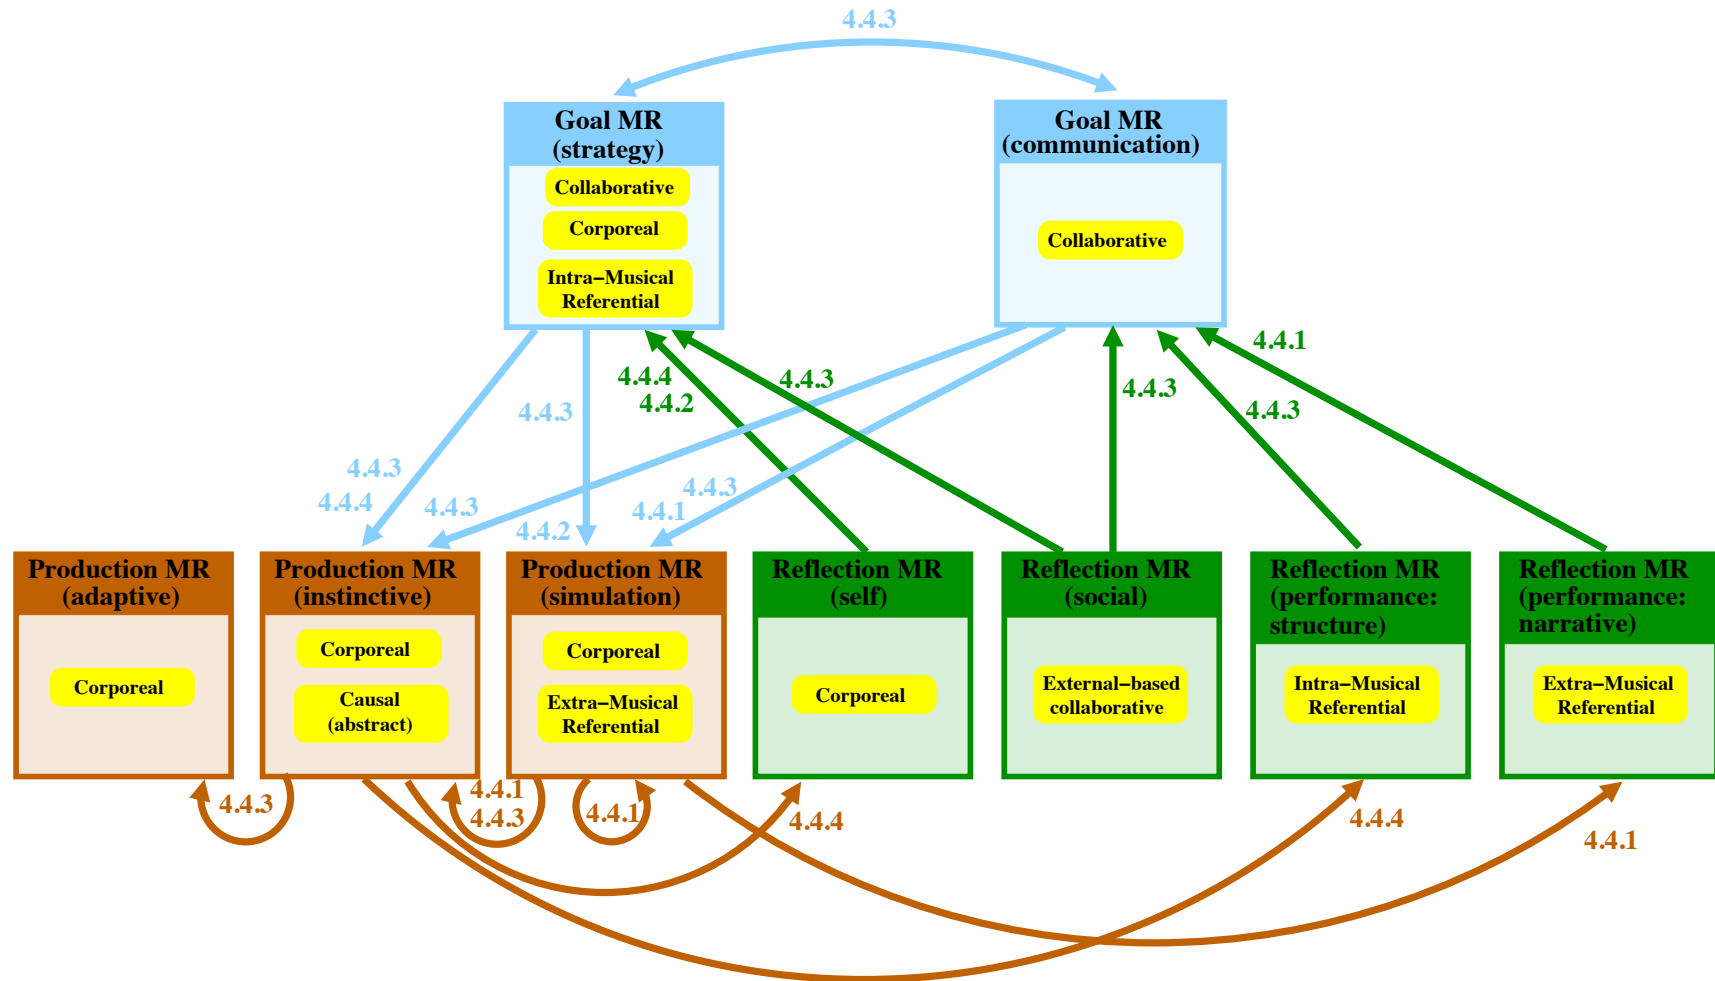 4.4.3
Goal MR
(strategy)
Collaborative
Corporeal
Intra−Musical
Referential
Goal MR
(communication)
Collaborative
4.4.4
4.4.2
4.4.3
4.4.3
4.4.3
4.4.1
4.4.3
4.4.3
4.4.4
4.4.3
4.4.2
4.4.3
4.4.3
4.4.1
Production MR
(adaptive)
Corporeal
Production MR
(instinctive)
Corporeal
Causal
(abstract)
Production MR
(simulation)
Corporeal
Extra−Musical
Referential
Reflection MR
(self)
Corporeal
Reflection MR
(social)
External−based
collaborative
Reflection MR
(performance:
structure)
Intra−Musical
Referential
Reflection MR
(performance:
narrative)
Extra−Musical
Referential
4.4.3
4.4.1
4.4.3
4.4.1
4.4.4
4.4.4
4.4.1